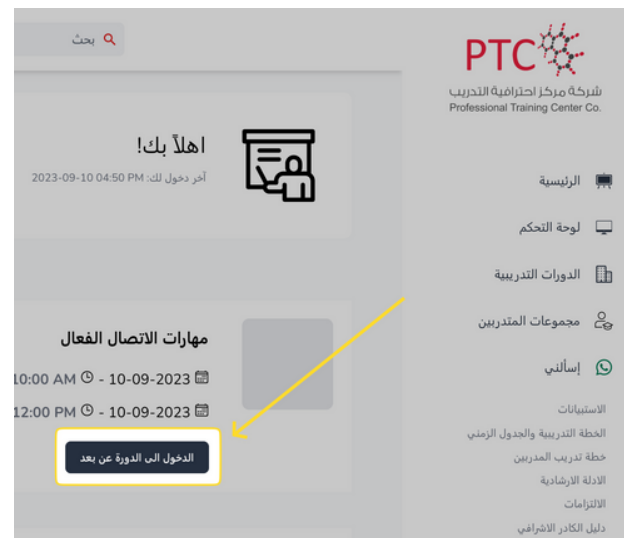 PTC
شركة مركز احترافية التدريب
Professional Training Center Co.
الرئيسية
لوحة التحكم
الدورات التدريبية
مجموعات المتدربين
إسألني
الاستبيانات
الخطة التدريبية والجدول الزمني
خطة تدريب المدربين
الادلة الارشادية
الالتزامات
دليل الكادر الاشرافي
بحث
اهلاً بك!
آخر دخول لك: 2023-09-10 04:50 PM
مهارات الاتصال الفعال
10-09-2023 - 10:00 AM
10-09-2023 - 12:00 PM
الدخول الى الدورة عن بعد